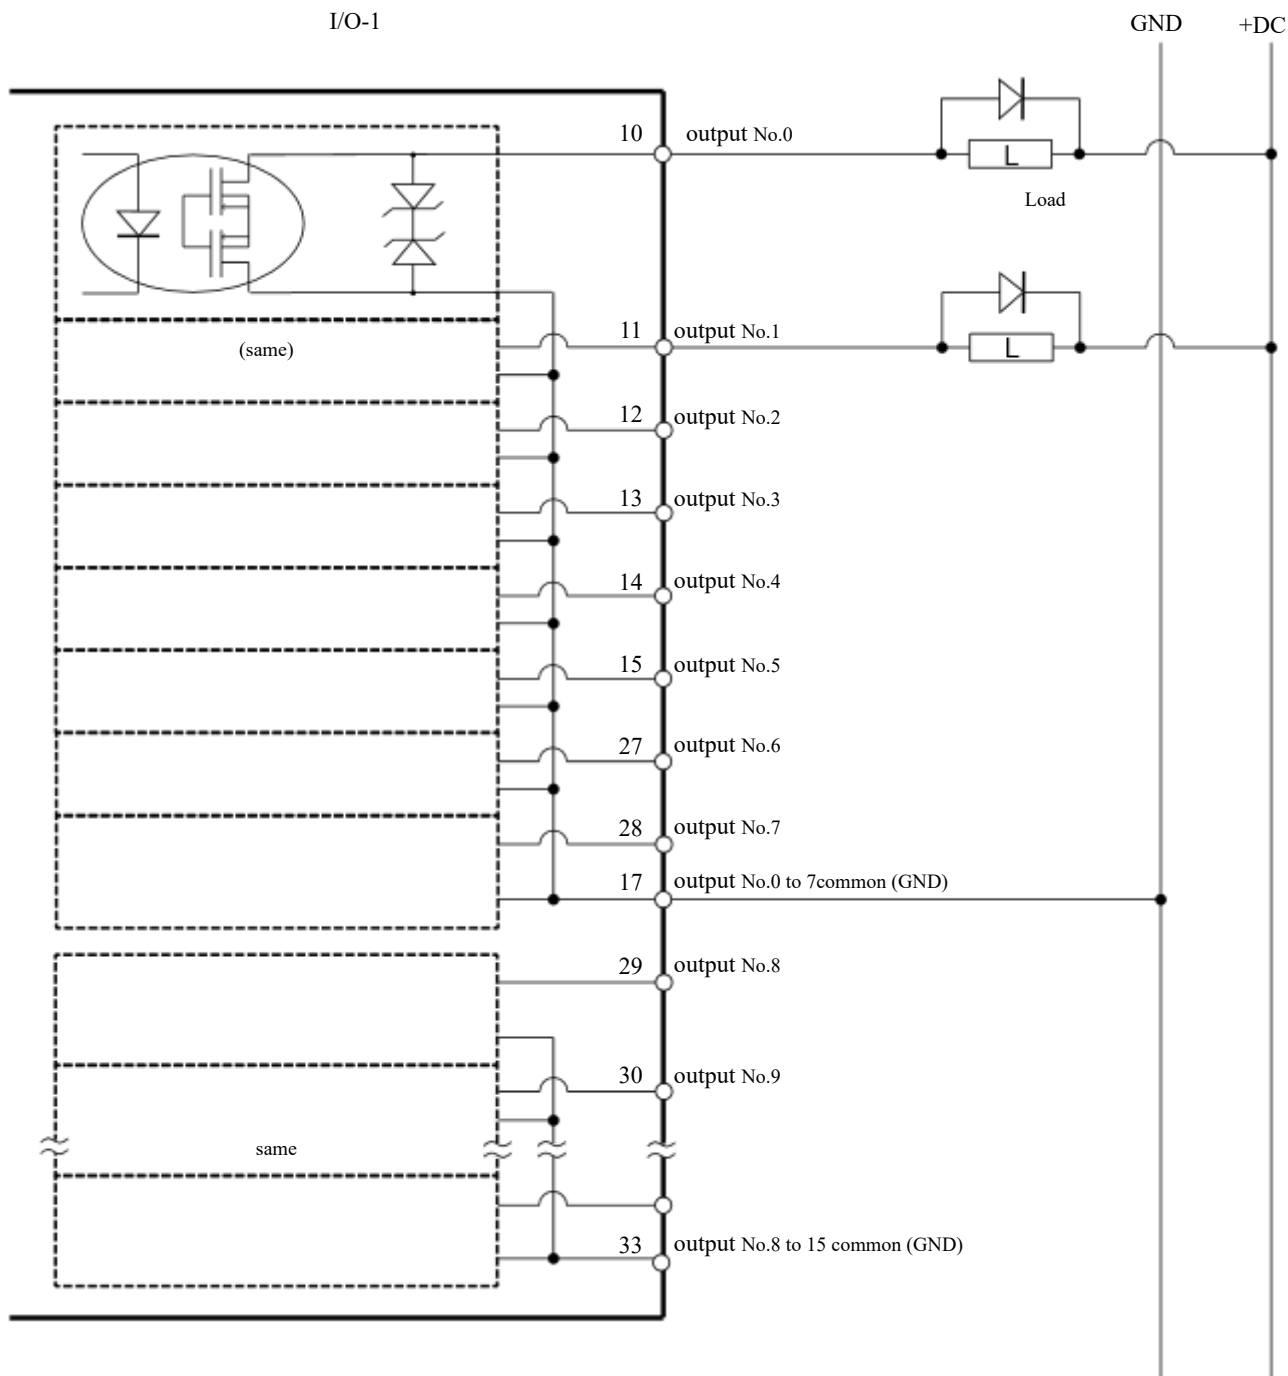 I/O-1
GND
+DC
10
output No.0
L
Load
11
output No.1
L
(same)
12
output No.2
13
output No.3
14
output No.4
15
output No.5
27
output No.6
28
output No.7
17
output No.0 to 7common (GND)
29
output No.8
30
output No.9
same
33
output No.8 to 15 common (GND)